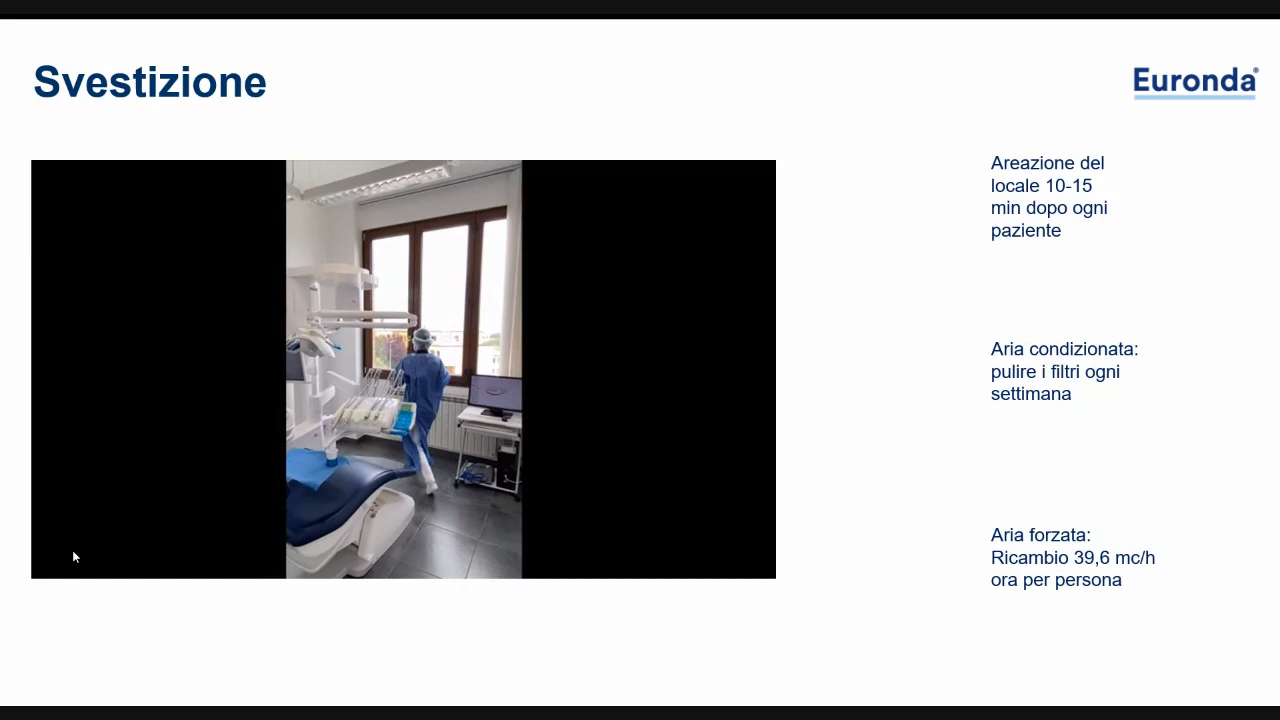 Svestizione
Euronda®
Areazione del
locale 10-15
min dopo ogni
paziente
Aria condizionata:
pulire i filtri ogni
settimana
Aria forzata:
Ricambio 39,6 mc/h
ora per persona